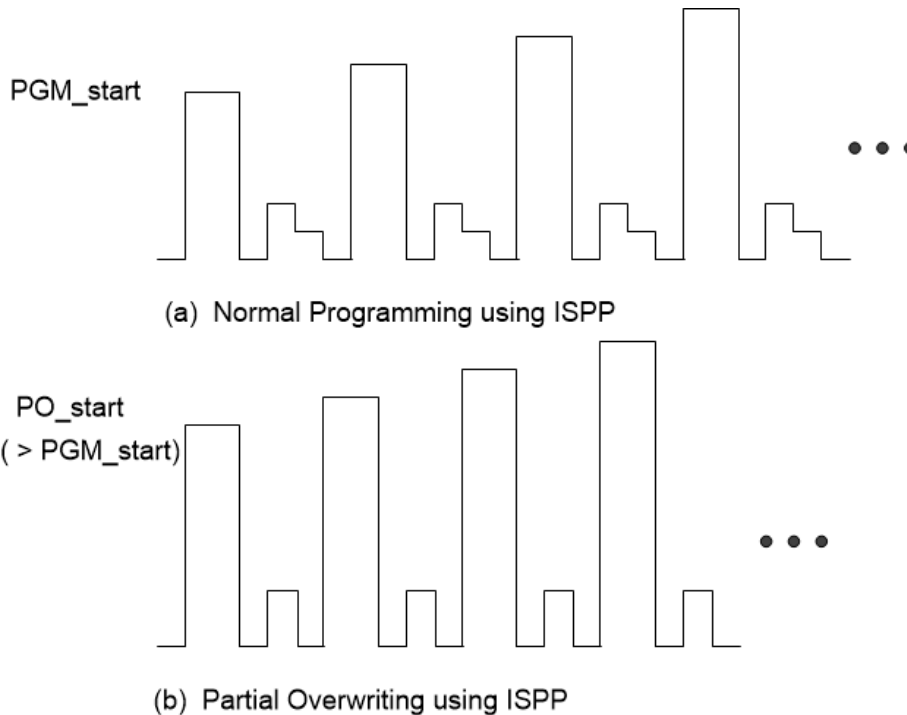 PGM_start
(a) Normal Programming using ISPP
PO_start
( > PGM_start)
(b) Partial Overwriting using ISPP